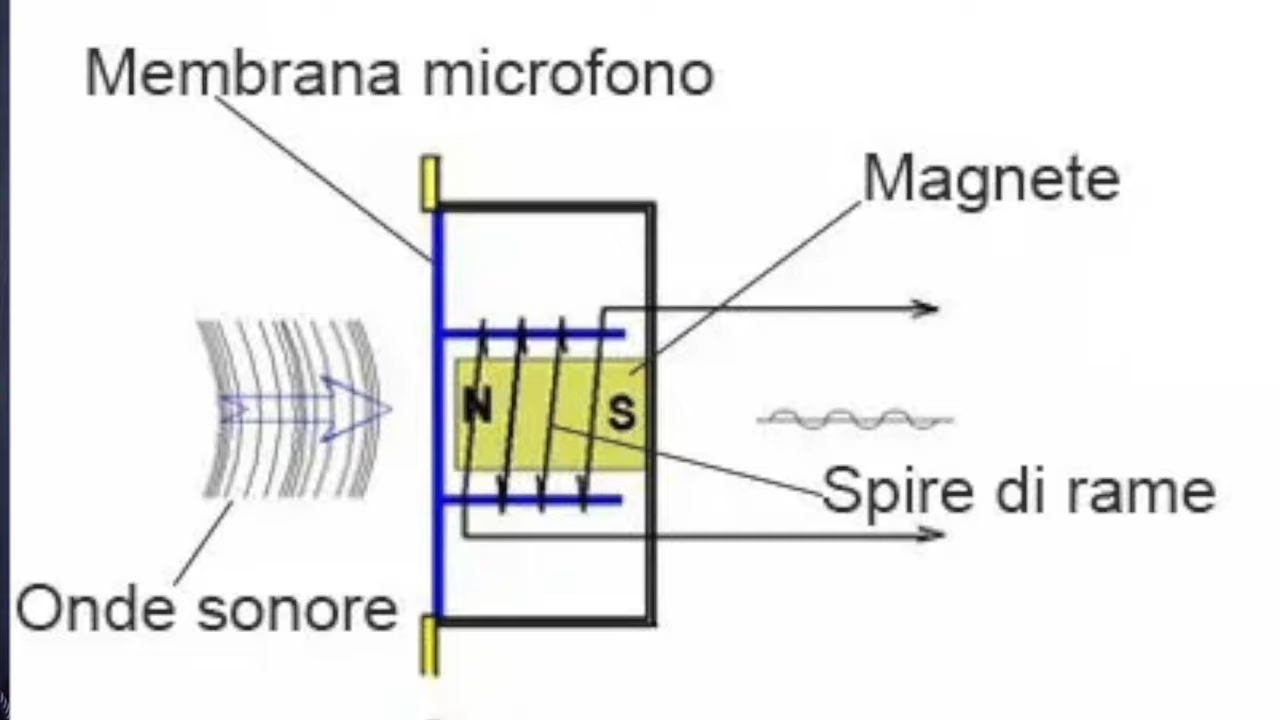 Membrana microfono
Magnete
N S
Spire di rame
Onde sonore